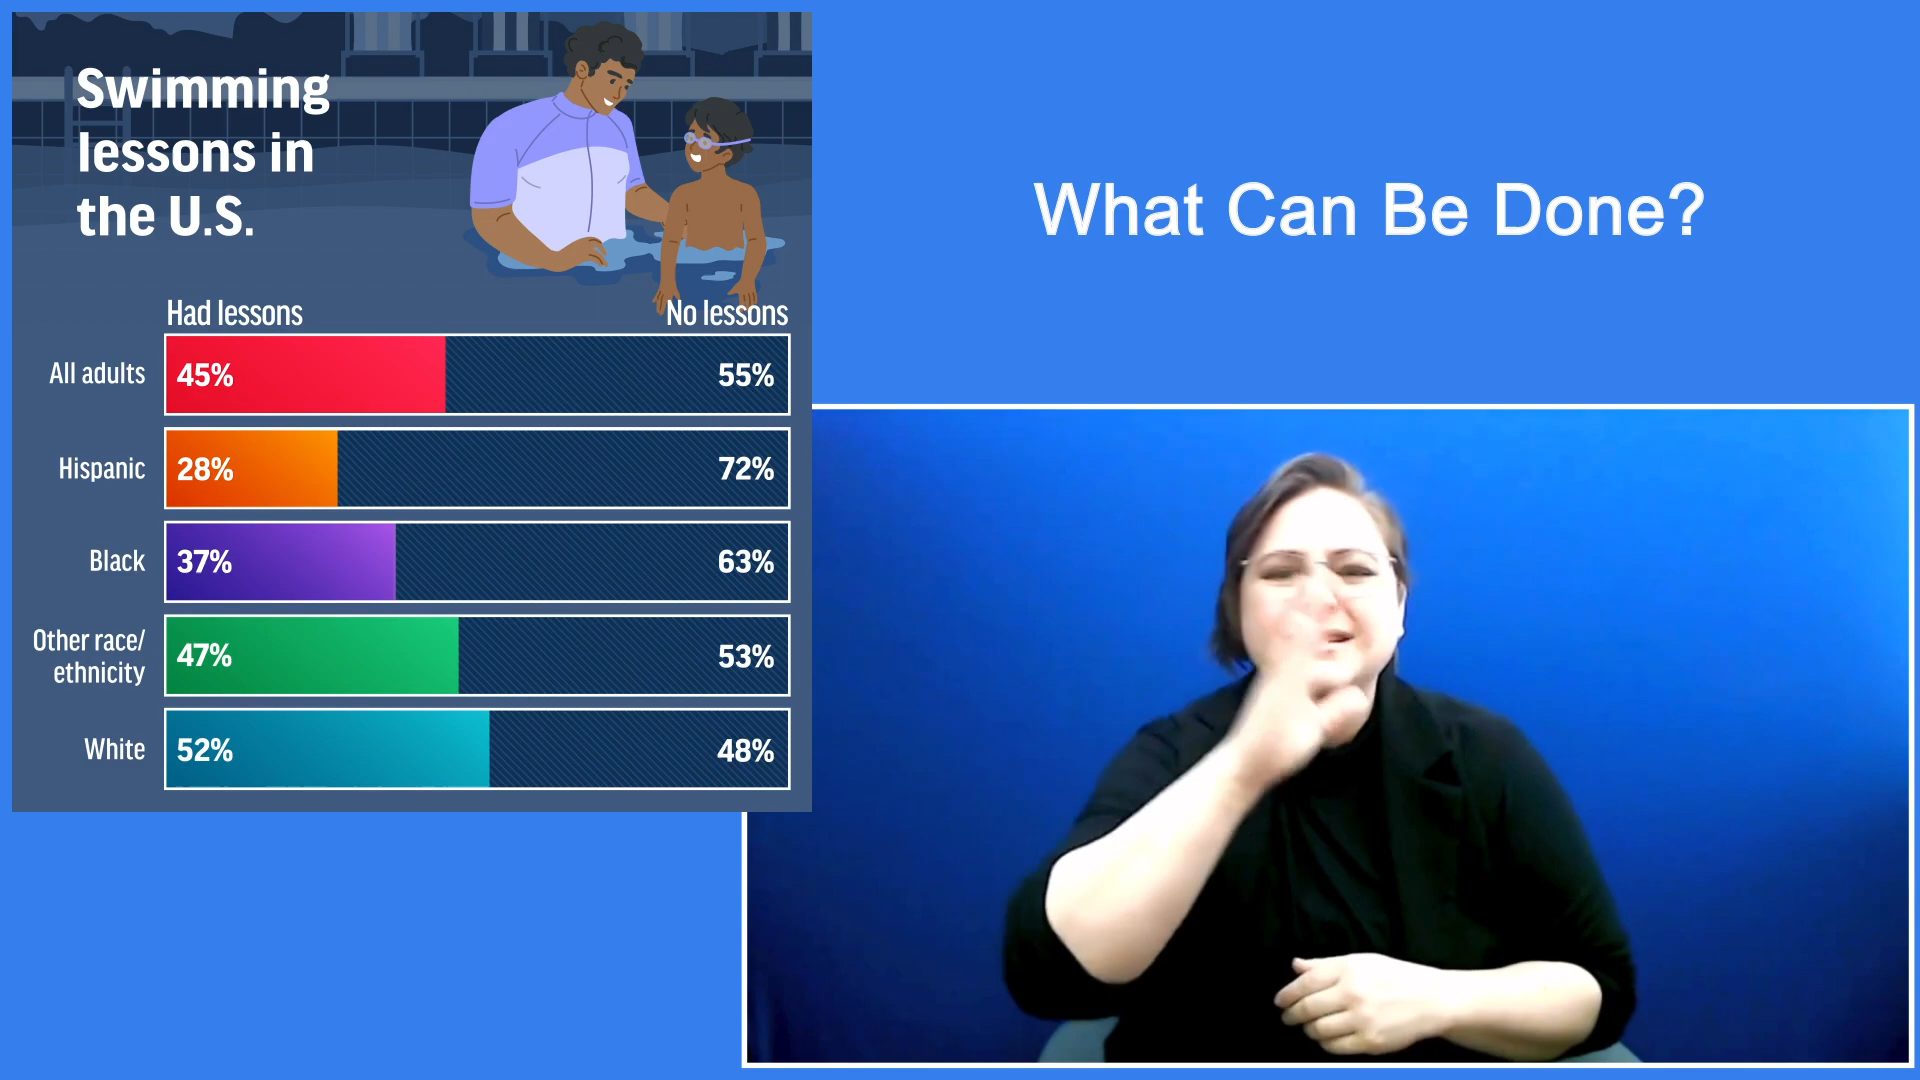 Swimming
lessons in
the U.S.
Had lessons No lessons
All adults 45% 55%
Hispanic 28% 72%
Black 37% 63%
Other race/
ethnicity 47% 53%
White 52% 48%
What Can Be Done?